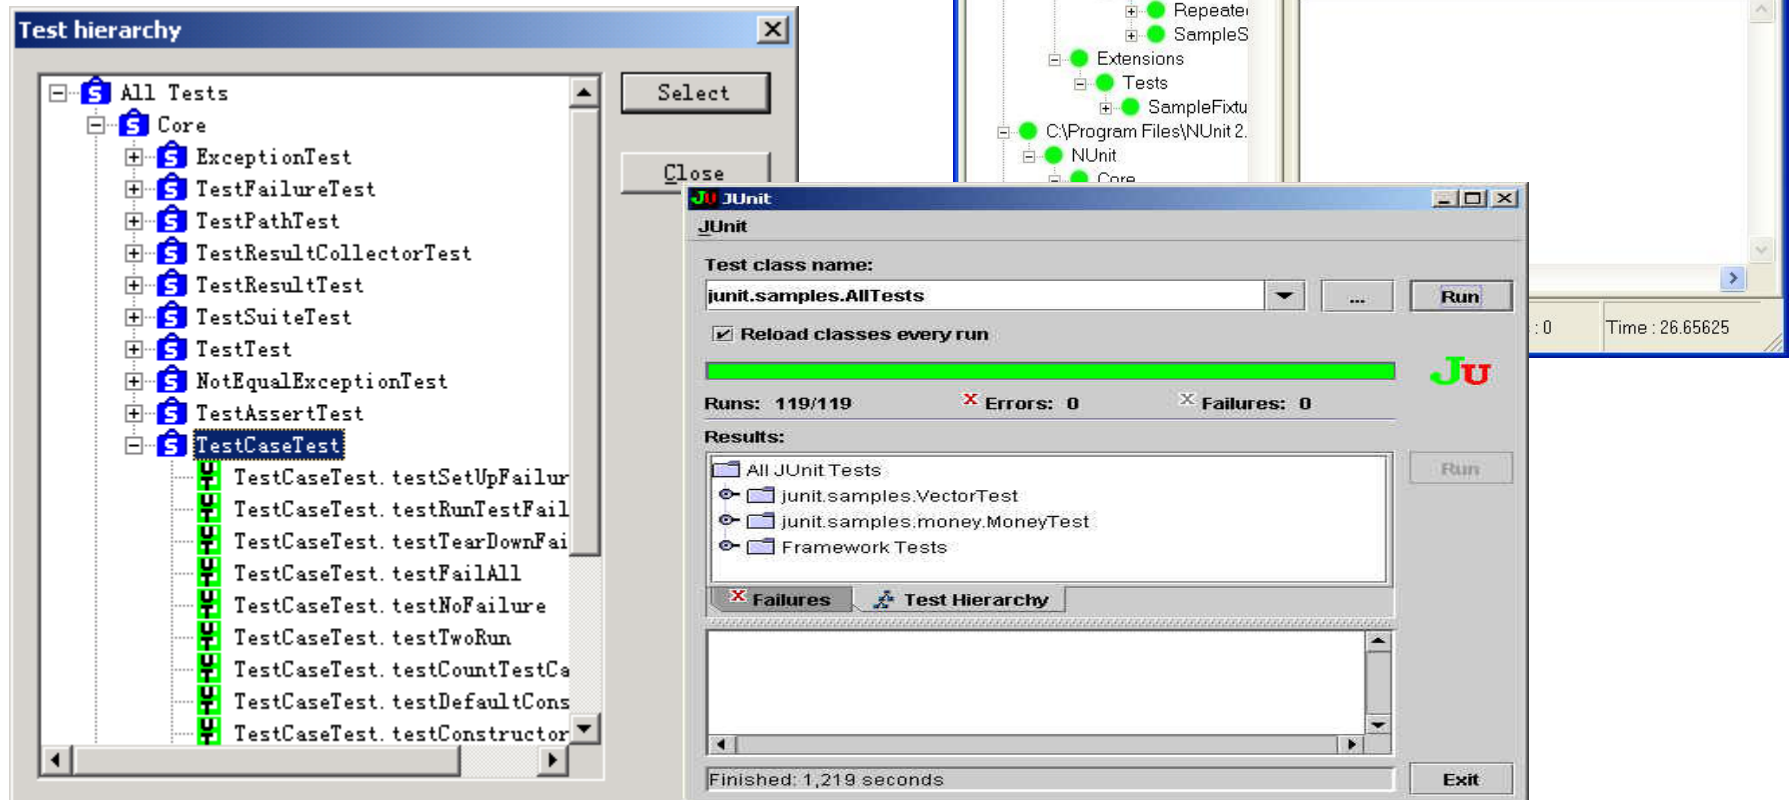 Test hierarchy
All Tests
Core
ExceptionTest
TestFailureTest
TestPathTest
TestResultCollectorTest
TestResultTest
TestSuiteTest
TestTest
NotEqualExceptionTest
TestAssertTest
TestCaseTest
TestCaseTest.testSetUpFailur
TestCaseTest.testRunTestFail
TestCaseTest.testTearDownFai
TestCaseTest.testFailAll
TestCaseTest.testNoFailure
TestCaseTest.testTwoRun
TestCaseTest.testCountTestCa
TestCaseTest.testDefaultCons
TestCaseTest.testConstructor
Select
Close
Repeate
SampleS
Extensions
Tests
SampleFixtu
C:\Program Files\NUnit 2.
NUnit
Core
: 0
Time : 26.65625
JUnit
JUnit
Test class name:
junit.samples.AllTests
...
Run
Reload classes every run
JU
Runs: 119/119
Errors: 0
Failures: 0
Results:
All JUnit Tests
junit.samples.VectorTest
junit.samples.money.MoneyTest
Framework Tests
Run
Failures
Test Hierarchy
Finished: 1,219 seconds
Exit